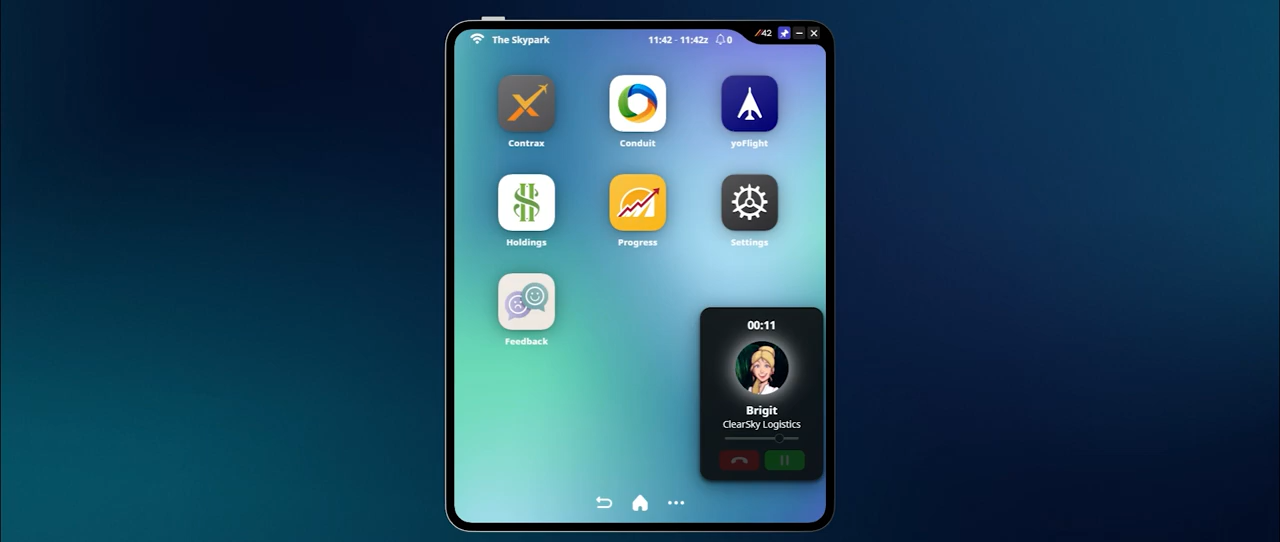 The Skypark
11:42 - 11:42z
0
//42
Contrax
Conduit
yoFlight
Holdings
Progress
Settings
Feedback
00:11
Brigit
ClearSky Logistics